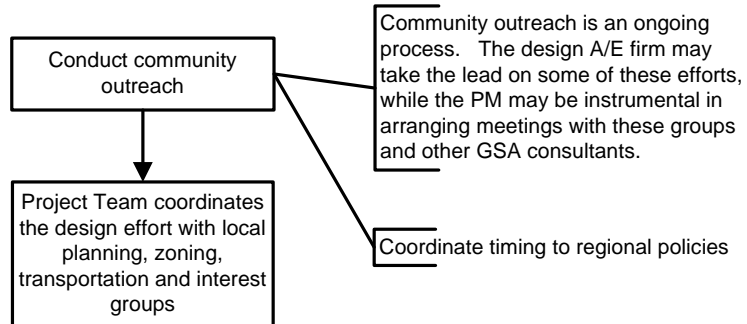 Conduct community
outreach
Community outreach is an ongoing
process.   The design A/E firm may
take the lead on some of these efforts,
while the PM may be instrumental in
arranging meetings with these groups
and other GSA consultants.
Project Team coordinates
the design effort with local
planning, zoning,
transportation and interest
groups
Coordinate timing to regional policies